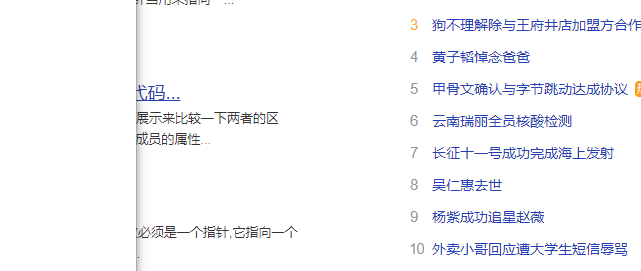 代码...
展示来比较一下两者的区
成员的属性...
必须是一个指针,它指向一个
3 狗不理解除与王府井店加盟方合作
4 黄子韬悼念爸爸
5 甲骨文确认与字节跳动达成协议
6 云南瑞丽全员核酸检测
7 长征十一号成功完成海上发射
8 吴仁惠去世
9 杨紫成功追星赵薇
10 外卖小哥回应遭大学生短信辱骂